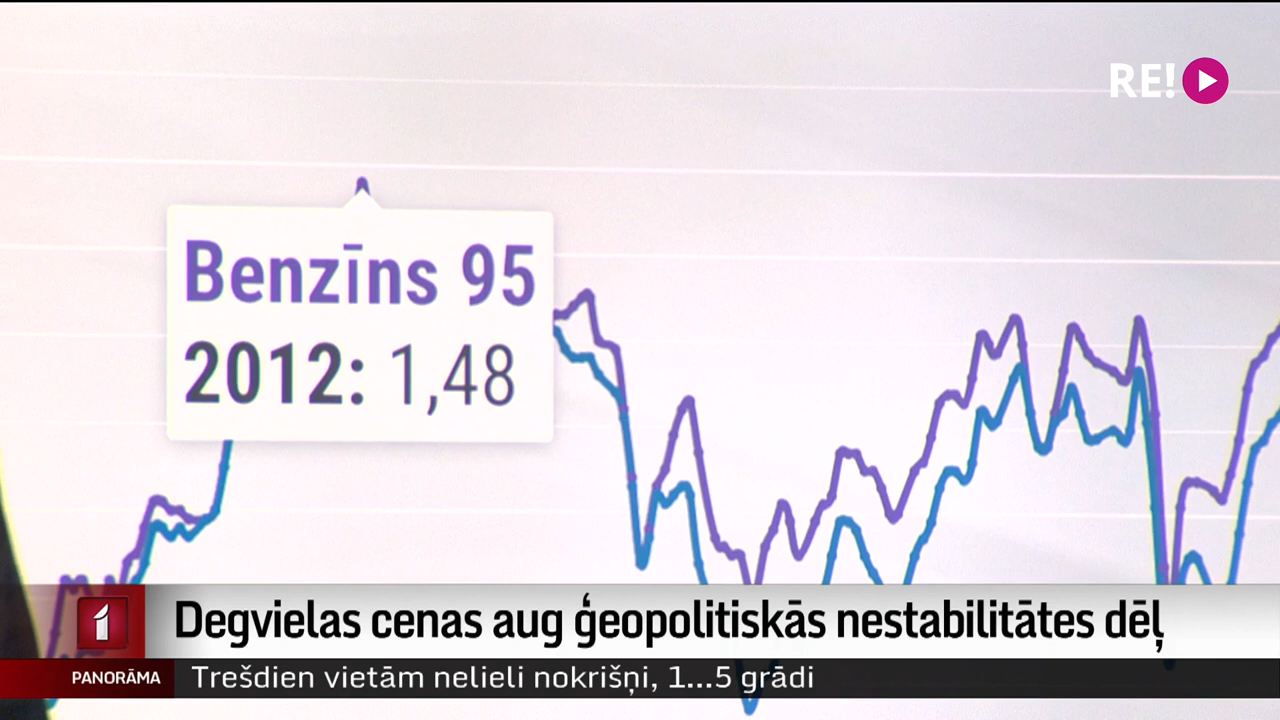 RE!
Benzīns 95
2012: 1,48
1
Degvielas cenas aug ģeopolitiskās nestabilitātes dēļ
PANORĀMA
Trešdien vietām nelieli nokrišņi, 1...5 grādi